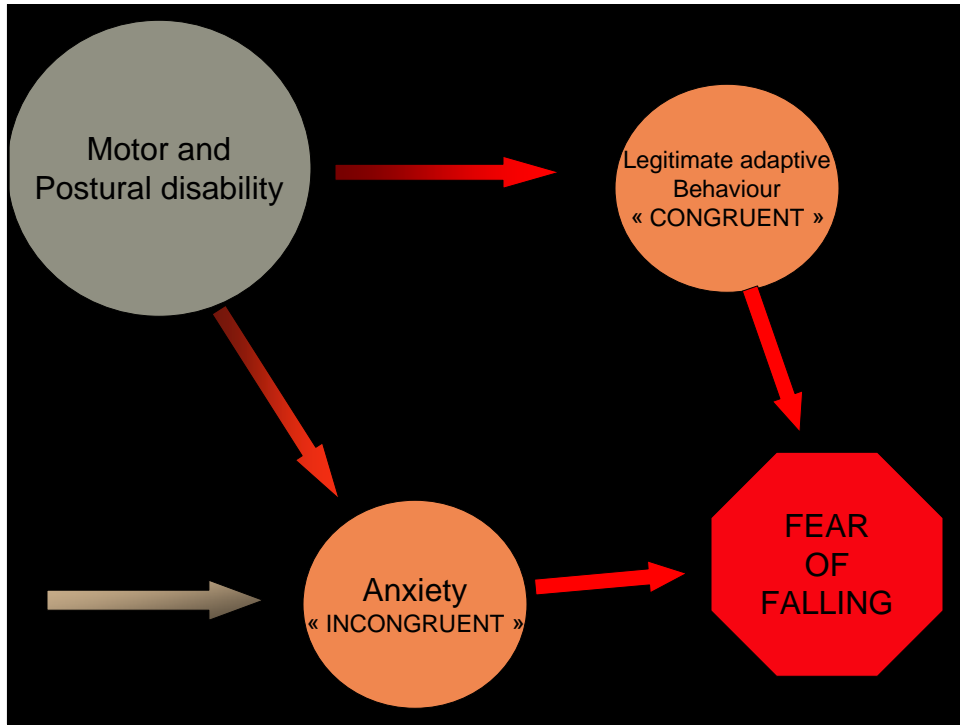 Motor and
Postural disability
Legitimate adaptive
Behaviour
« CONGRUENT »
Anxiety
« INCONGRUENT »
FEAR
OF
FALLING